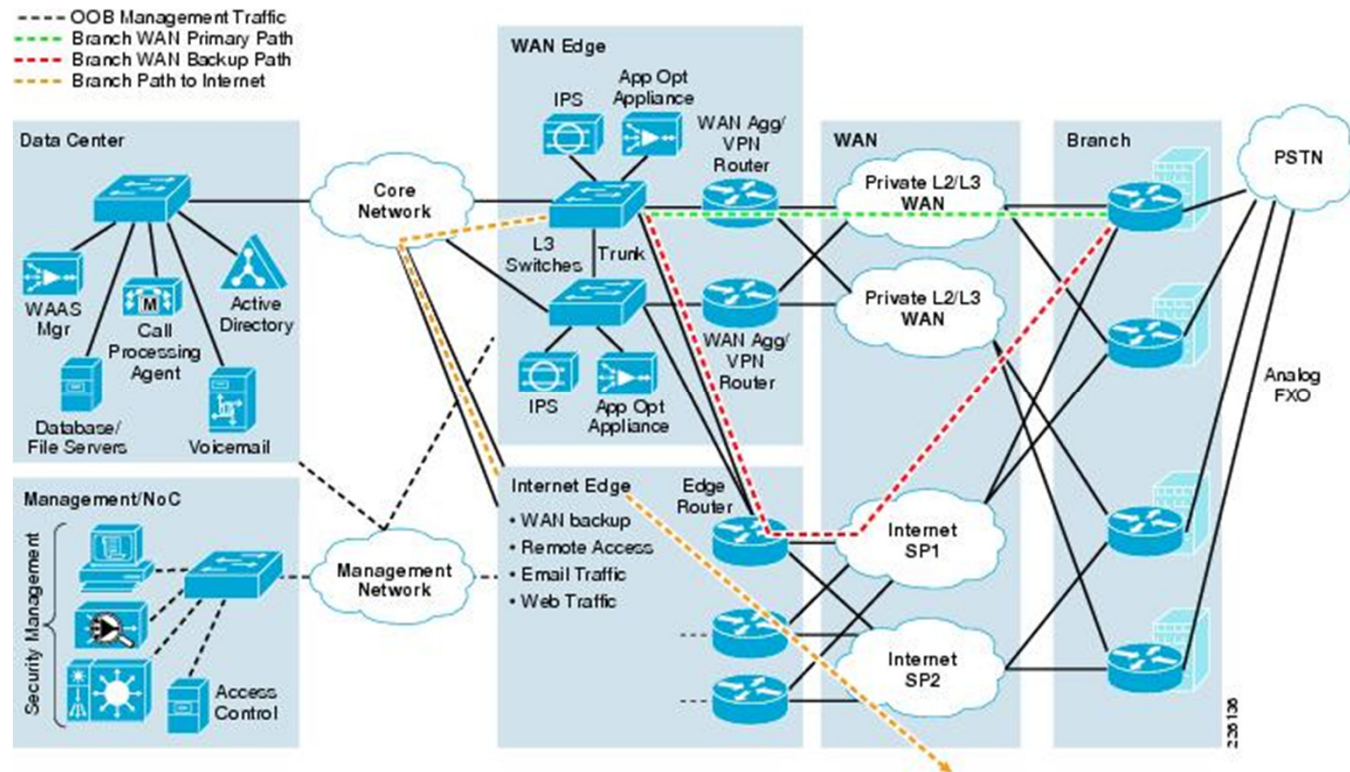 OOB Management Traffic
Branch WAN Primary Path
Branch WAN Backup Path
Branch Path to Internet
Data Center
WAAS
Mgr
Call
Processing
Agent
M
Active
Directory
Database/
File Servers
Voicemail
Core
Network
WAN Edge
IPS
App Opt
Appliance
WAN Agg/
VPN
Router
L3
Switches
Trunk
IPS
App Opt
Appliance
WAN Agg/
VPN
Router
WAN
Private L2/L3
WAN
Private L2/L3
WAN
Branch
PSTN
Analog
FXO
Management/NoC
Security Management
Access
Control
Management
Network
Internet Edge
• WAN backup
• Remote Access
• Email Traffic
• Web Traffic
Edge
Router
Internet
SP1
Internet
SP2